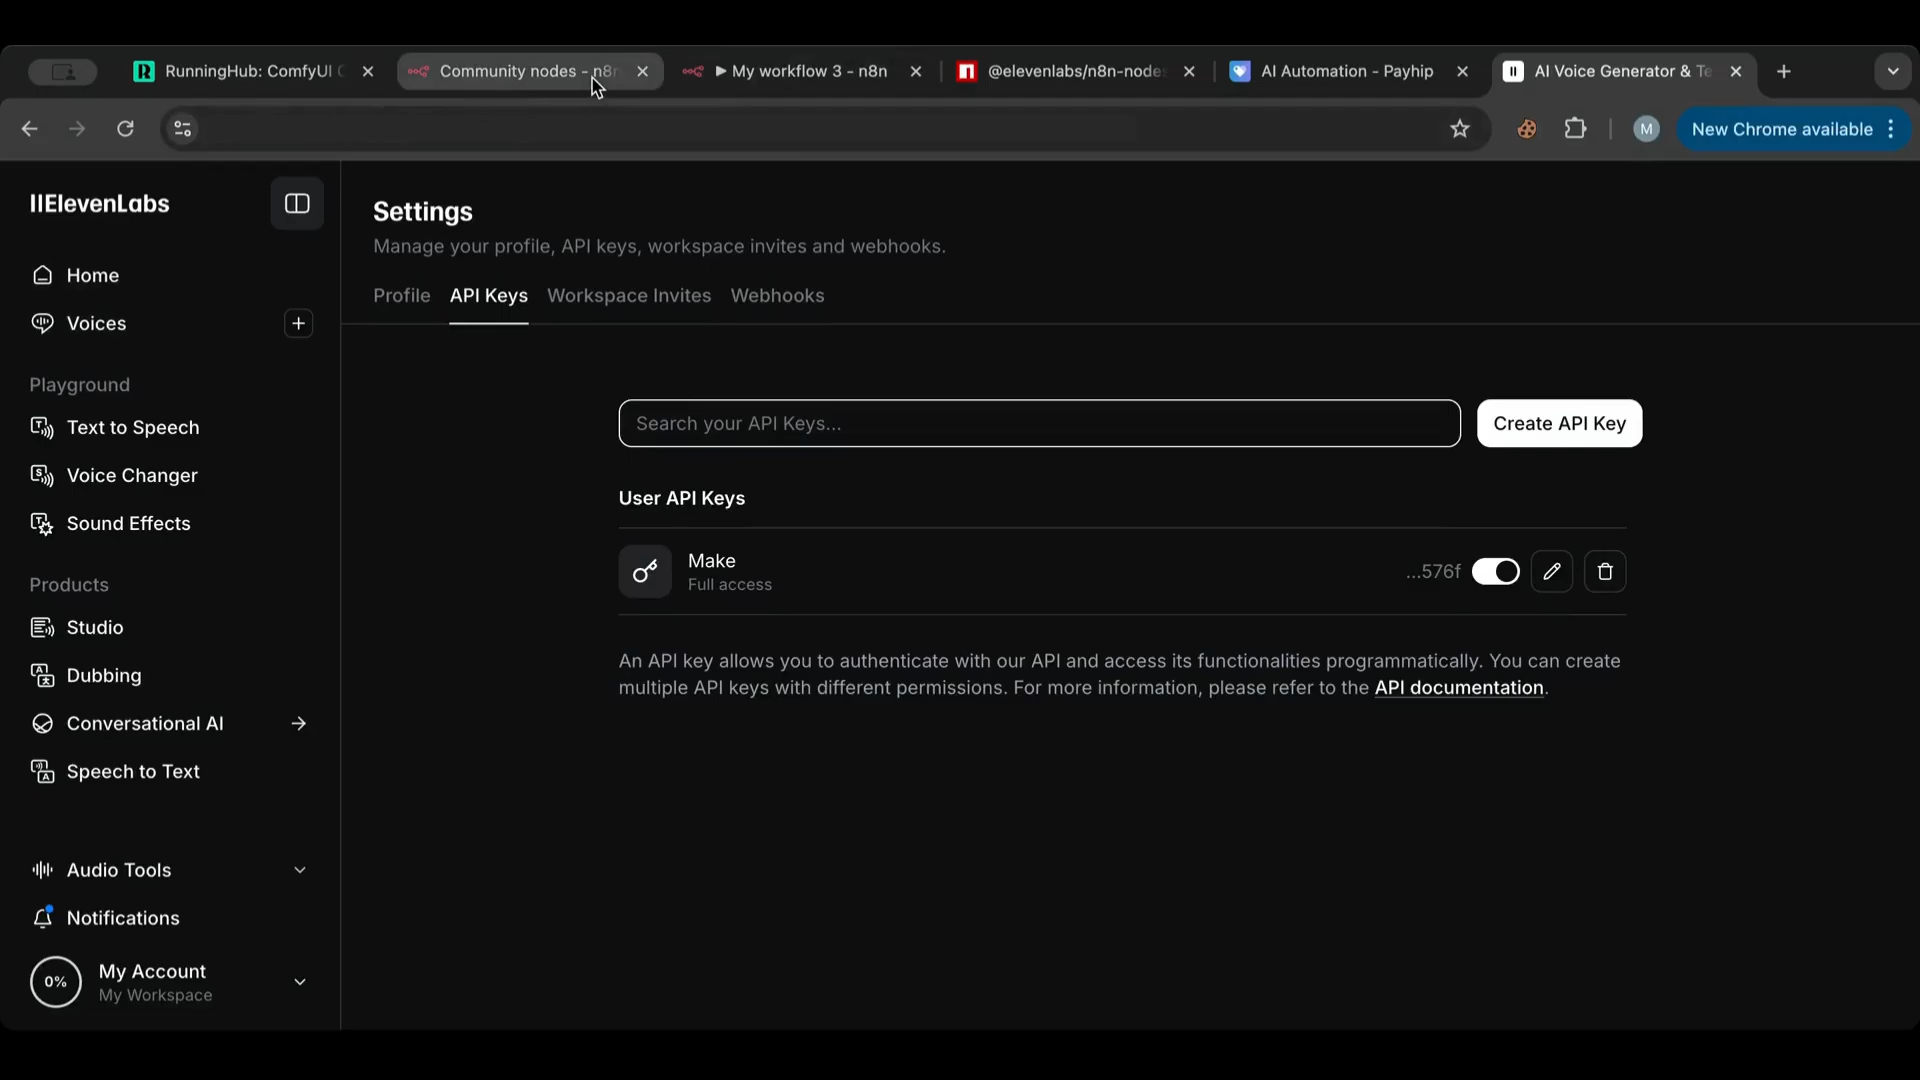 RunningHub: ComfyUI
Community nodes - n8n
My workflow 3 - n8n
@elevenlabs/n8n-nodes
AI Automation - Payhip
AI Voice Generator & Te
M
New Chrome available
IIElevenLabs
Home
Voices
Playground
Text to Speech
Voice Changer
Sound Effects
Products
Studio
Dubbing
Conversational AI
Speech to Text
Audio Tools
Notifications
0%
My Account
My Workspace
Settings
Manage your profile, API keys, workspace invites and webhooks.
Profile
API Keys
Workspace Invites
Webhooks
Search your API Keys...
Create API Key
User API Keys
Make
Full access
...576f
An API key allows you to authenticate with our API and access its functionalities programmatically. You can create
multiple API keys with different permissions. For more information, please refer to the API documentation.